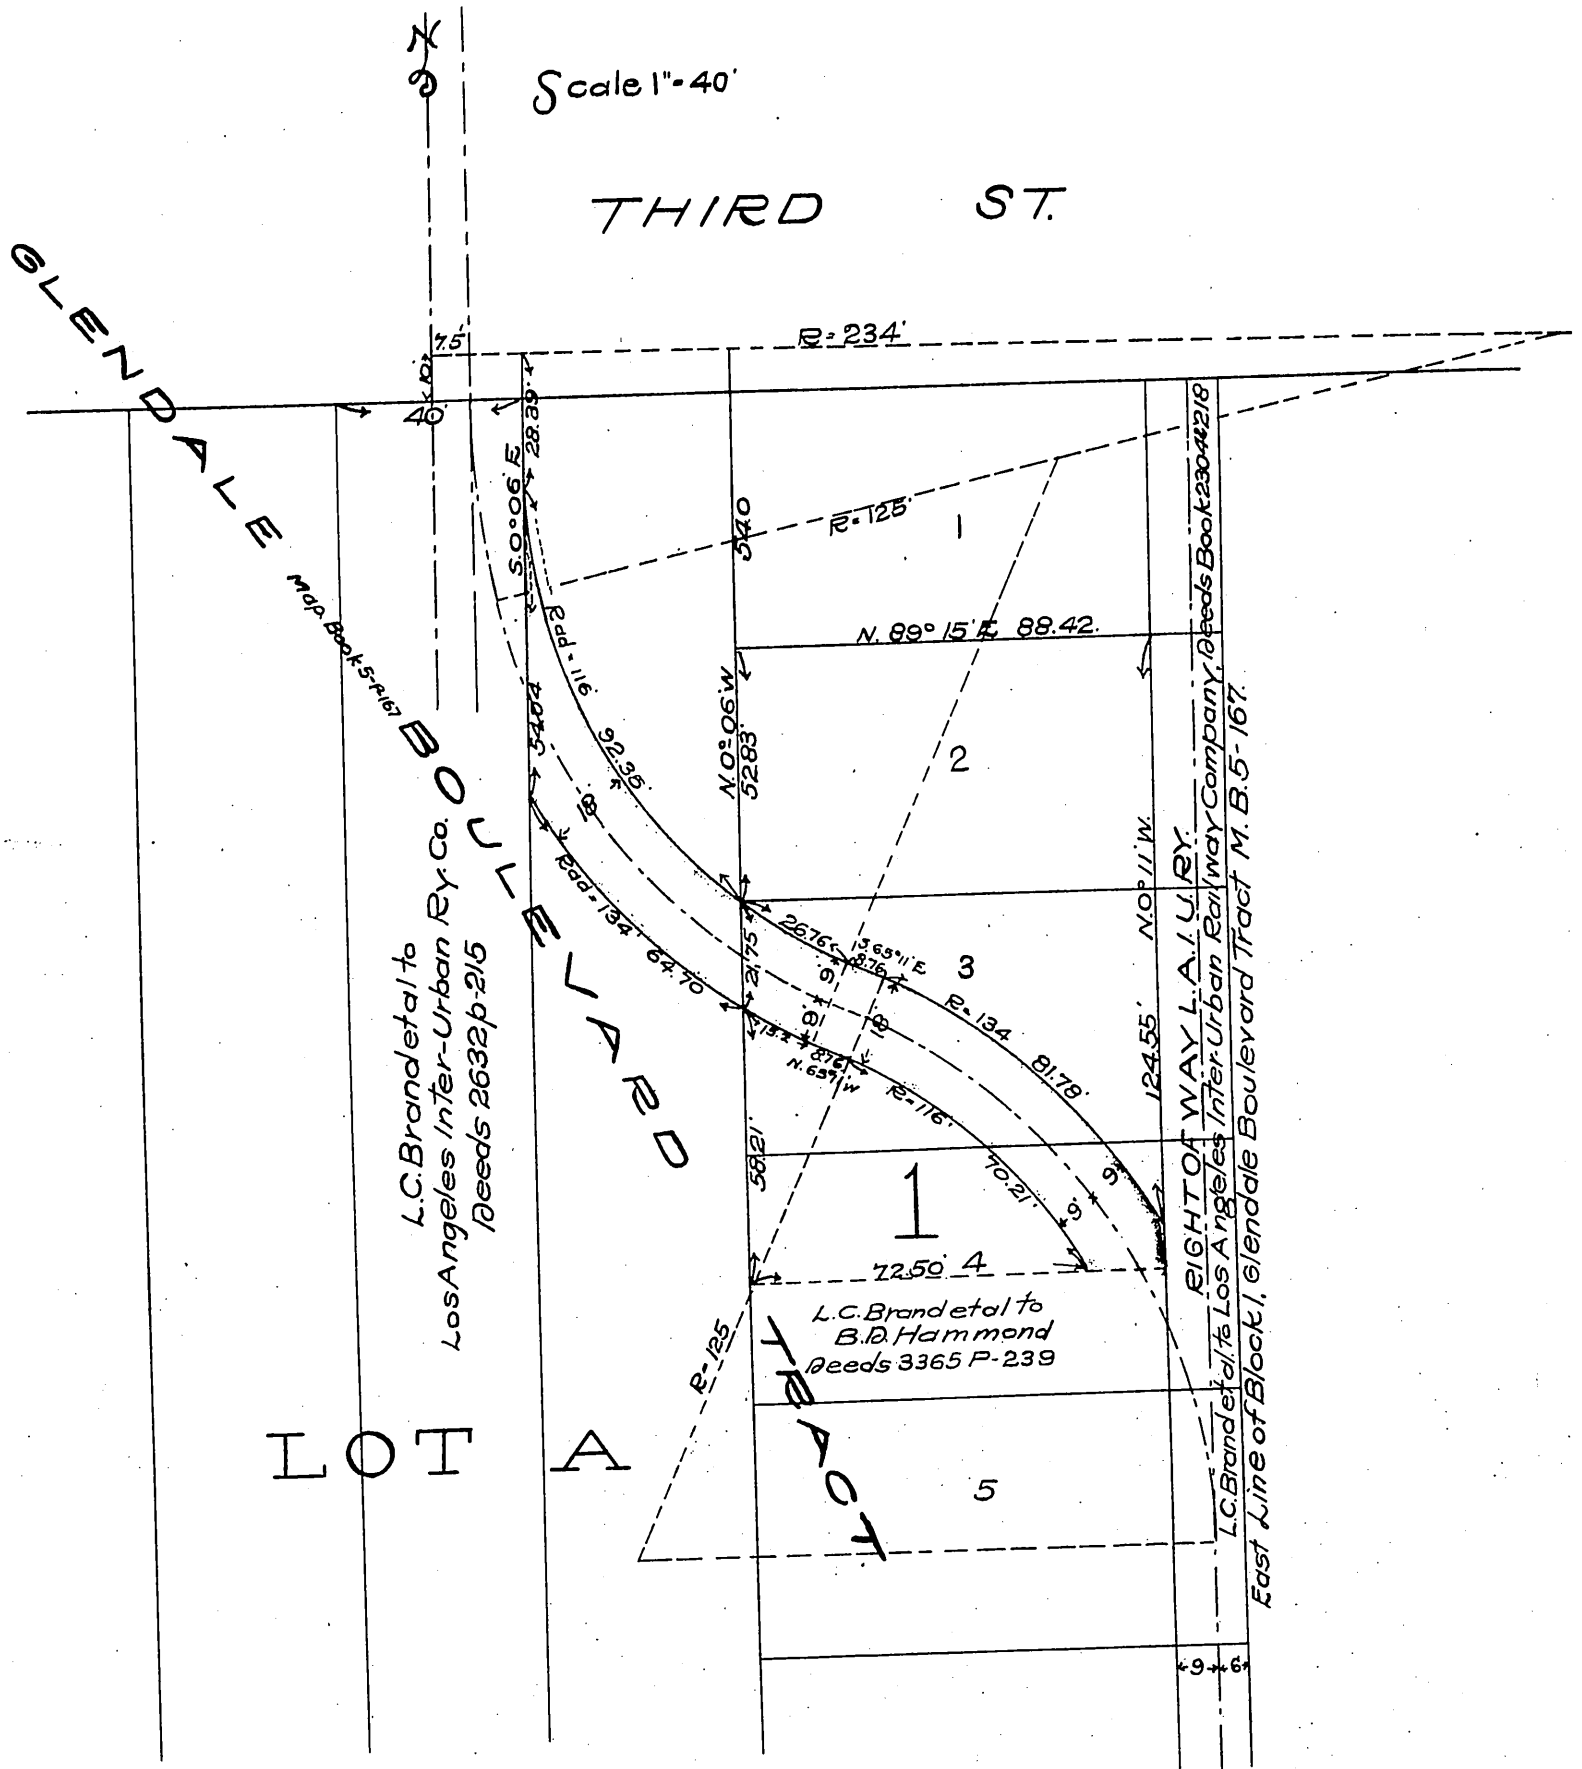 N
Scale 1"=40'
THIRD ST.
GLENDALE BOULEVARD TRACT
Map Book 5-P.167
7.5'
R=234'
10
40'
28.39'
S.0°06'E
54.0
R=125'
1
N. 89° 15' E 88.42.
Rad=116'
N.0°06'W
52.83'
2
54.04
92.35'
18
Rad=134'
64.70
21.75
26.76
S.65°11'E
8.76
3
9'
9'
18
R=134
81.78'
N.0°11'W.
124.55'
15.2
8.76
R=116'
70.21'
9'
9'
58.21'
1
72.50' 4
L.C. Brand et al to
B.D. Hammond
Deeds 3365 P-239
R=125
L.C. Brand et al to
Los Angeles Inter-Urban Ry. Co.
Deeds 2632 p-215
LOT A
5
RIGHT OF WAY L.A.I.U.RY.
L.C. Brand et al. to Los Angeles Inter-Urban Railway Company, Deeds Book 2304 & 218
East Line of Block 1, Glendale Boulevard Tract M.B. 5-167.
9 6